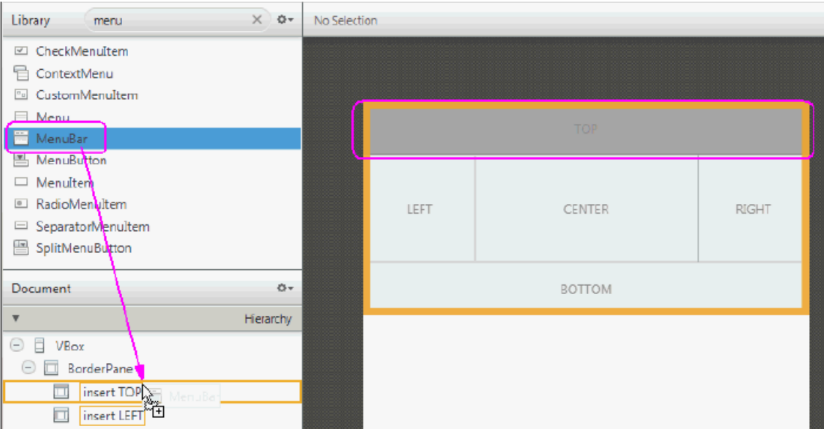 Library
menu
No Selection
CheckMenuItem
ContextMenu
CustomMenuItem
Menu
MenuBar
MenuButton
MenuItem
RadioMenuItem
SeparatorMenuItem
SplitMenuButton
TOP
LEFT
CENTER
RIGHT
BOTTOM
Document
Hierarchy
VBox
BorderPane
insert TOP
MenuBar
insert LEFT